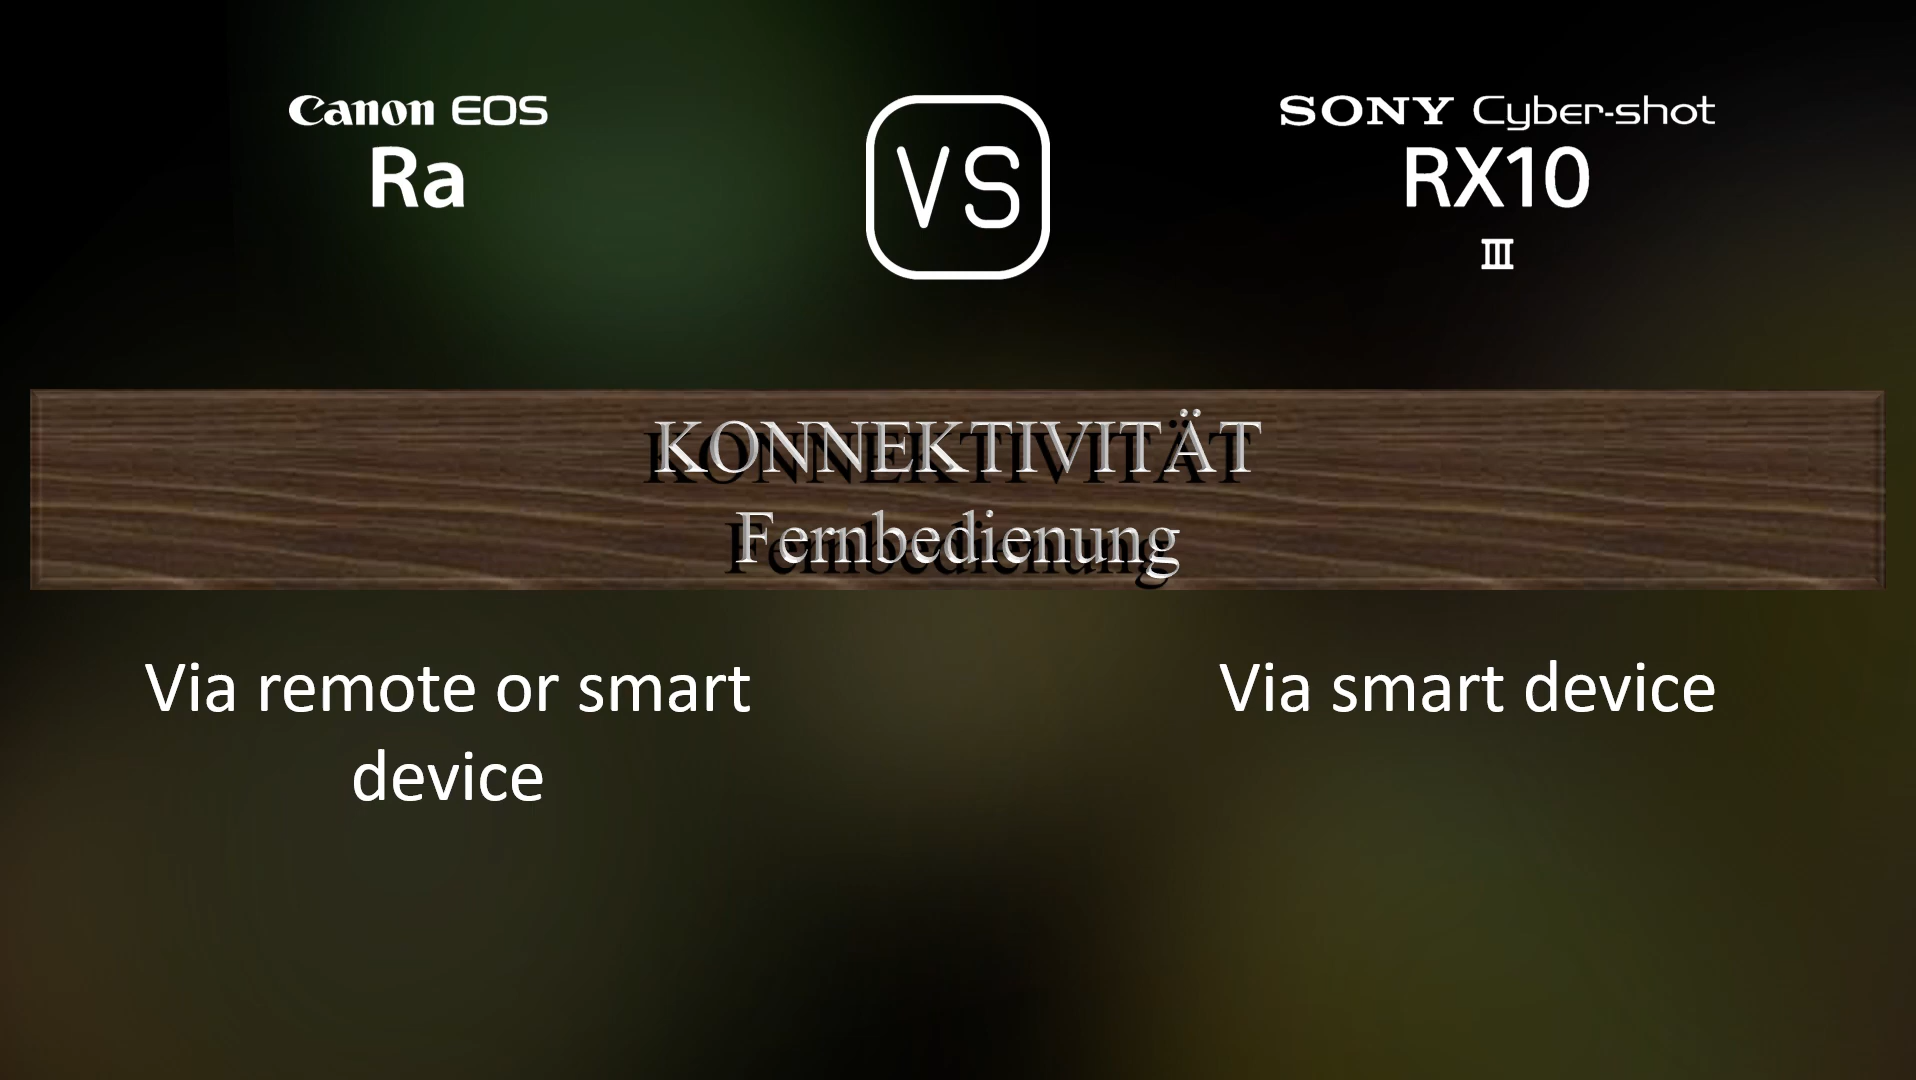 Canon EOS
Ra
VS
SONY Cyber-shot
RX10
III
KONNEKTIVITÄT
Fernbedienung
Via remote or smart
device
Via smart device